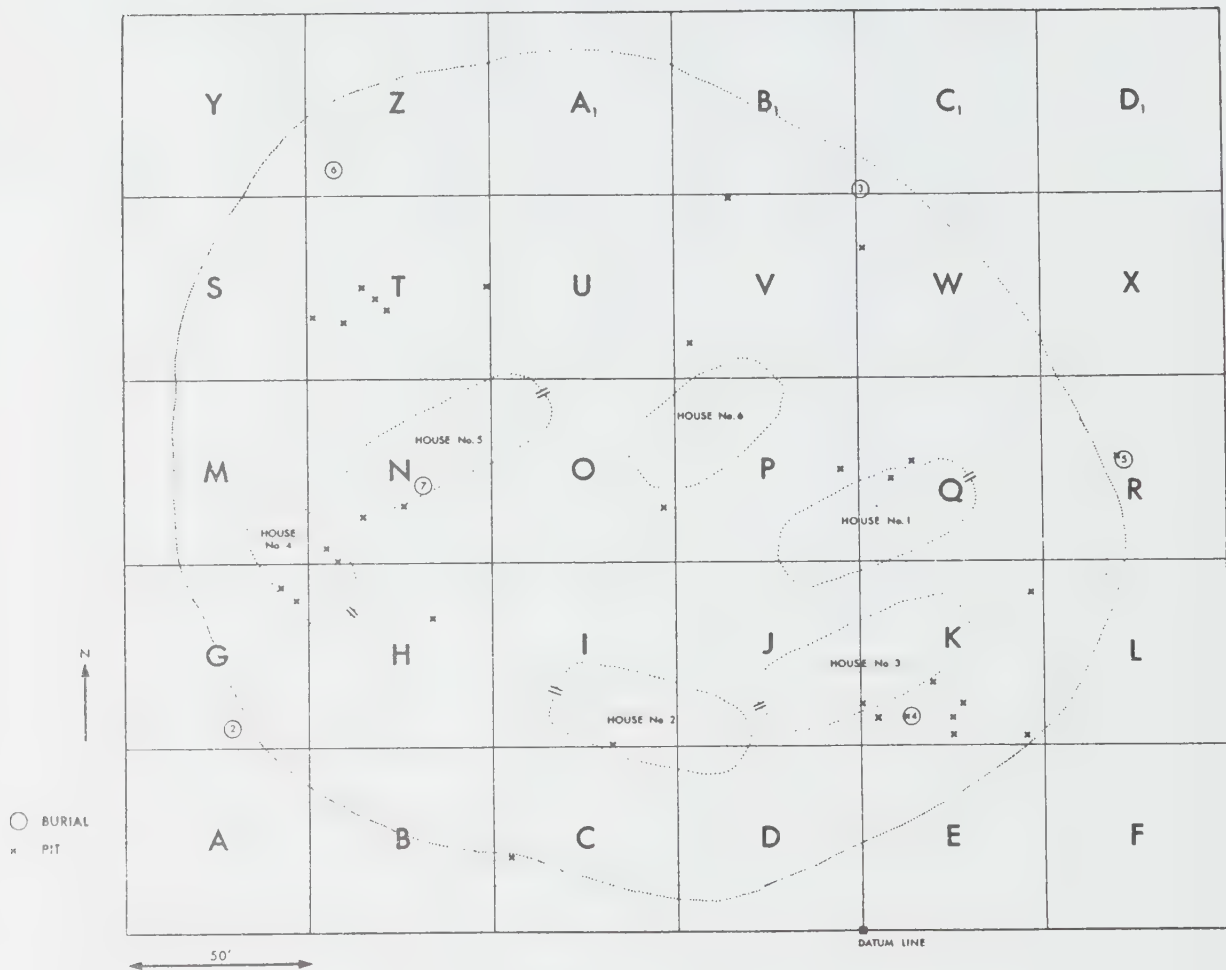 Y Z A₁ B₁ C₁ D₁
6
3
S T U V W X
HOUSE No. 5
HOUSE No. 6
M N O P Q R
7
5
HOUSE No. 1
HOUSE
No 4
G H I J K L
N
HOUSE No 3
HOUSE No 2
4
2
BURIAL
PIT
A B C D E F
50'
DATUM LINE